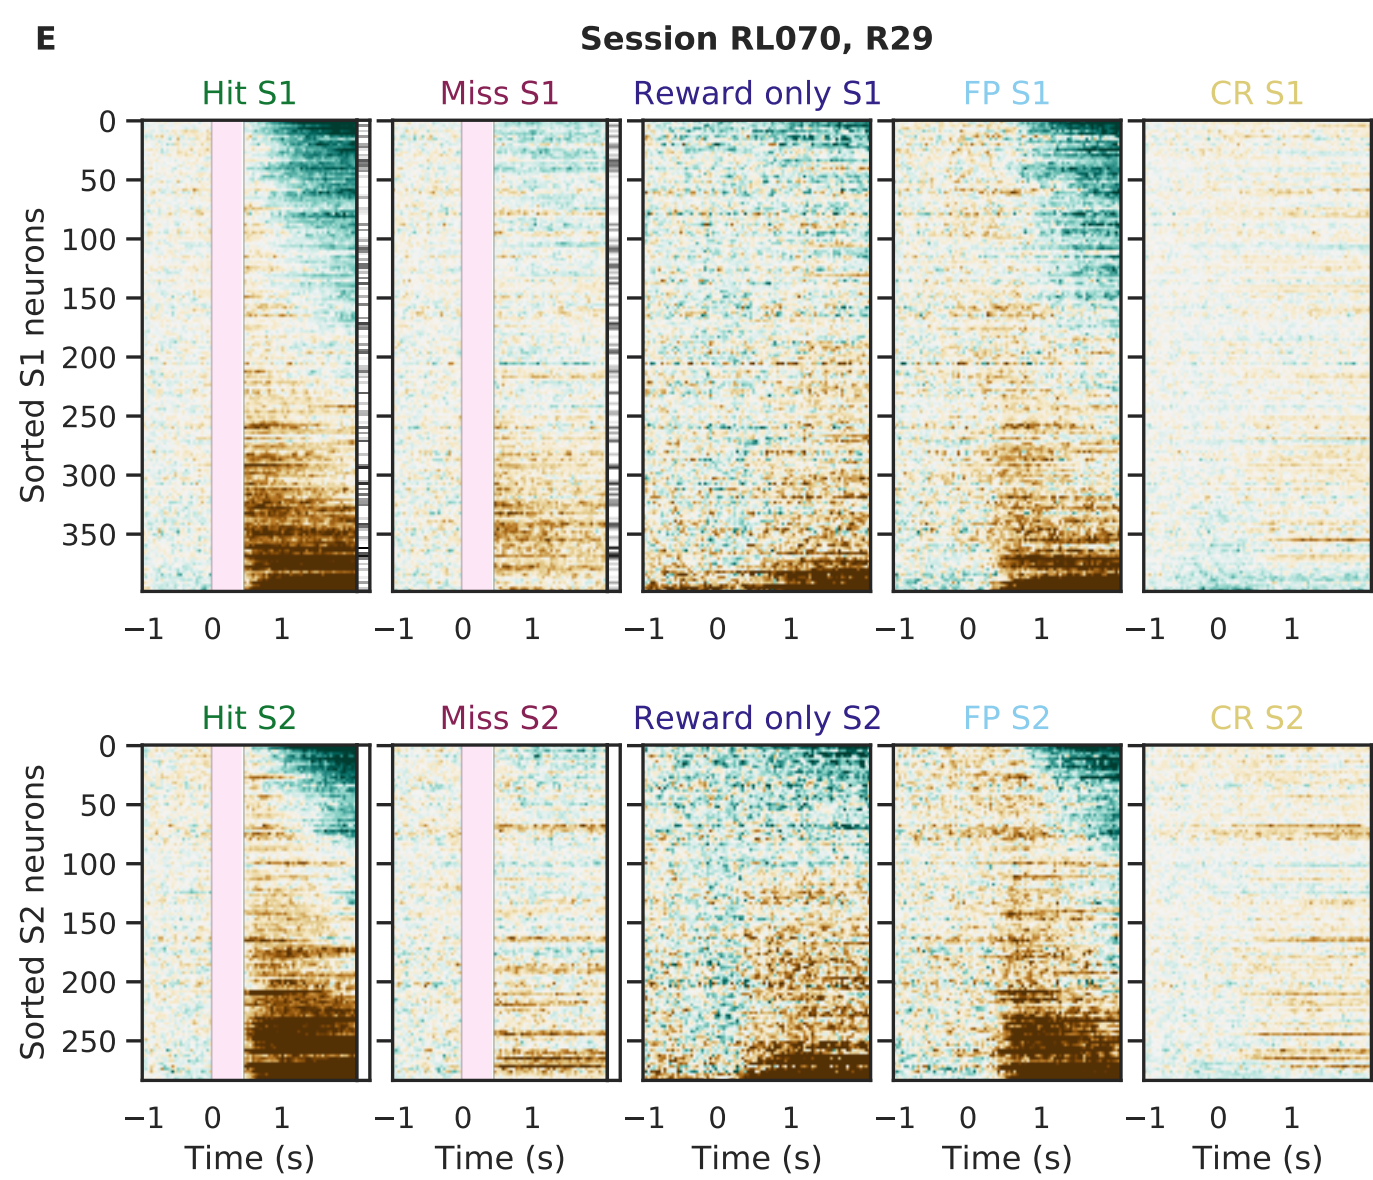 E
Session RL070, R29
Hit S1
Miss S1
Reward only S1
FP S1
CR S1
Sorted S1 neurons
0
50
100
150
200
250
300
350
−1 0 1
−1 0 1
−1 0 1
−1 0 1
−1 0 1
Hit S2
Miss S2
Reward only S2
FP S2
CR S2
Sorted S2 neurons
0
50
100
150
200
250
−1 0 1
−1 0 1
−1 0 1
−1 0 1
−1 0 1
Time (s)
Time (s)
Time (s)
Time (s)
Time (s)